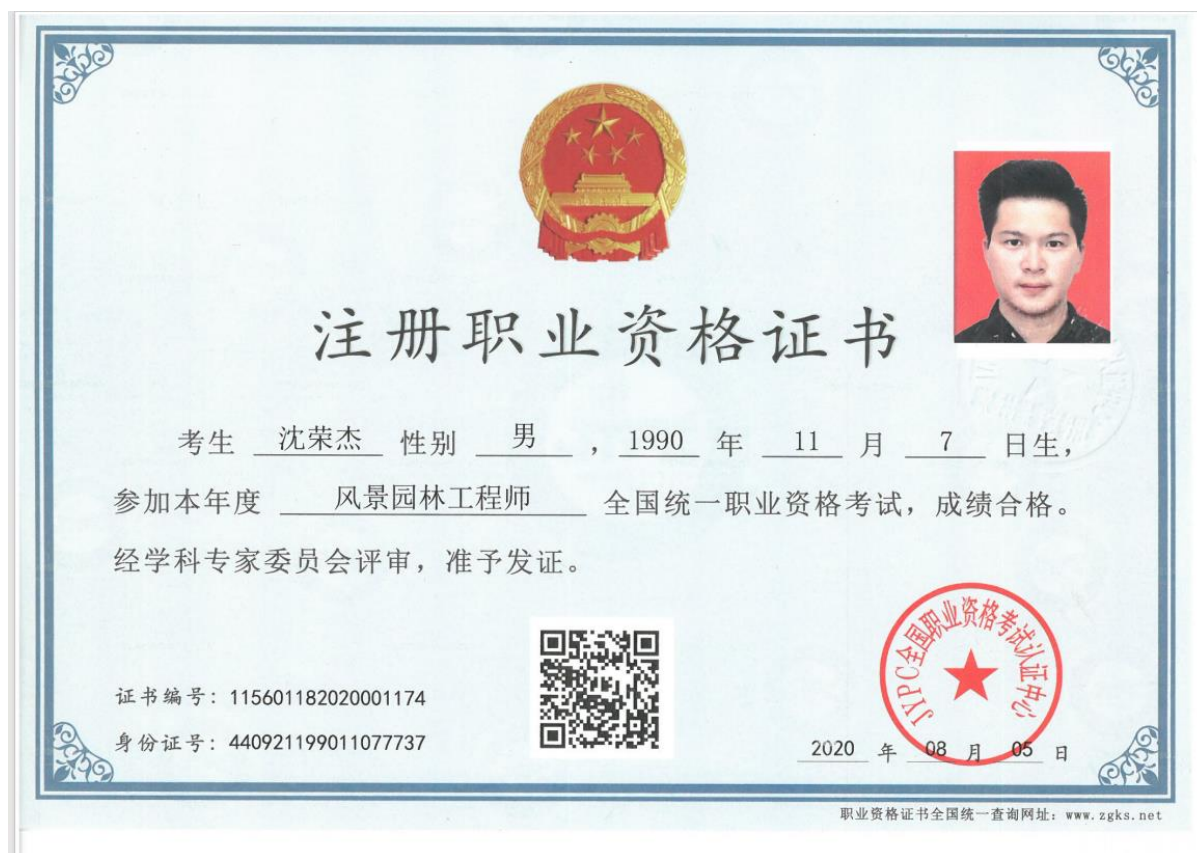 注册职业资格证书
考生 沈荣杰 性别 男 ，1990 年 11 月 7 日生，
参加本年度 风景园林工程师 全国统一职业资格考试，成绩合格。
经学科专家委员会评审，准予发证。
证书编号：115601182020001174
身份证号：440921199011077737
JYPC全国职业资格考试认证中心
2020 年 08 月 05 日
职业资格证书全国统一查询网址：www.zgks.net